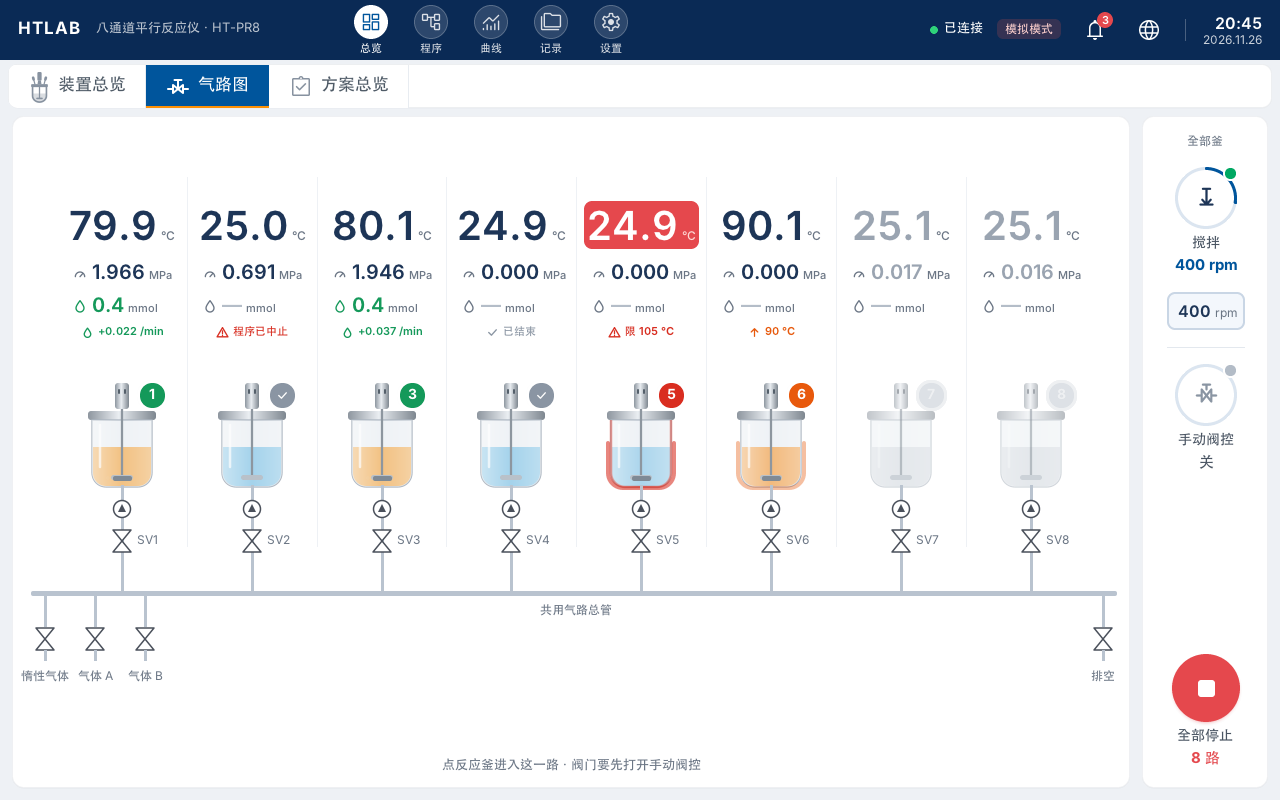 HTLAB 八通道平行反应仪 · HT-PR8
总览 程序 曲线 记录 设置
已连接 模拟模式 3 20:45
2026.11.26
装置总览 气路图 方案总览
79.9 °C 25.0 °C 80.1 °C 24.9 °C 24.9 °C 90.1 °C 25.1 °C 25.1 °C
1.966 MPa 0.691 MPa 1.946 MPa 0.000 MPa 0.000 MPa 0.000 MPa 0.017 MPa 0.016 MPa
0.4 mmol — mmol 0.4 mmol — mmol — mmol — mmol — mmol — mmol
+0.022 /min 程序已中止 +0.037 /min 已结束 限 105 °C 90 °C
1 3 5 6 7 8
SV1 SV2 SV3 SV4 SV5 SV6 SV7 SV8
共用气路总管
惰性气体 气体 A 气体 B 排空
点反应釜进入这一路 · 阀门要先打开手动阀控
全部釜
搅拌
400 rpm
400 rpm
手动阀控
关
全部停止
8 路